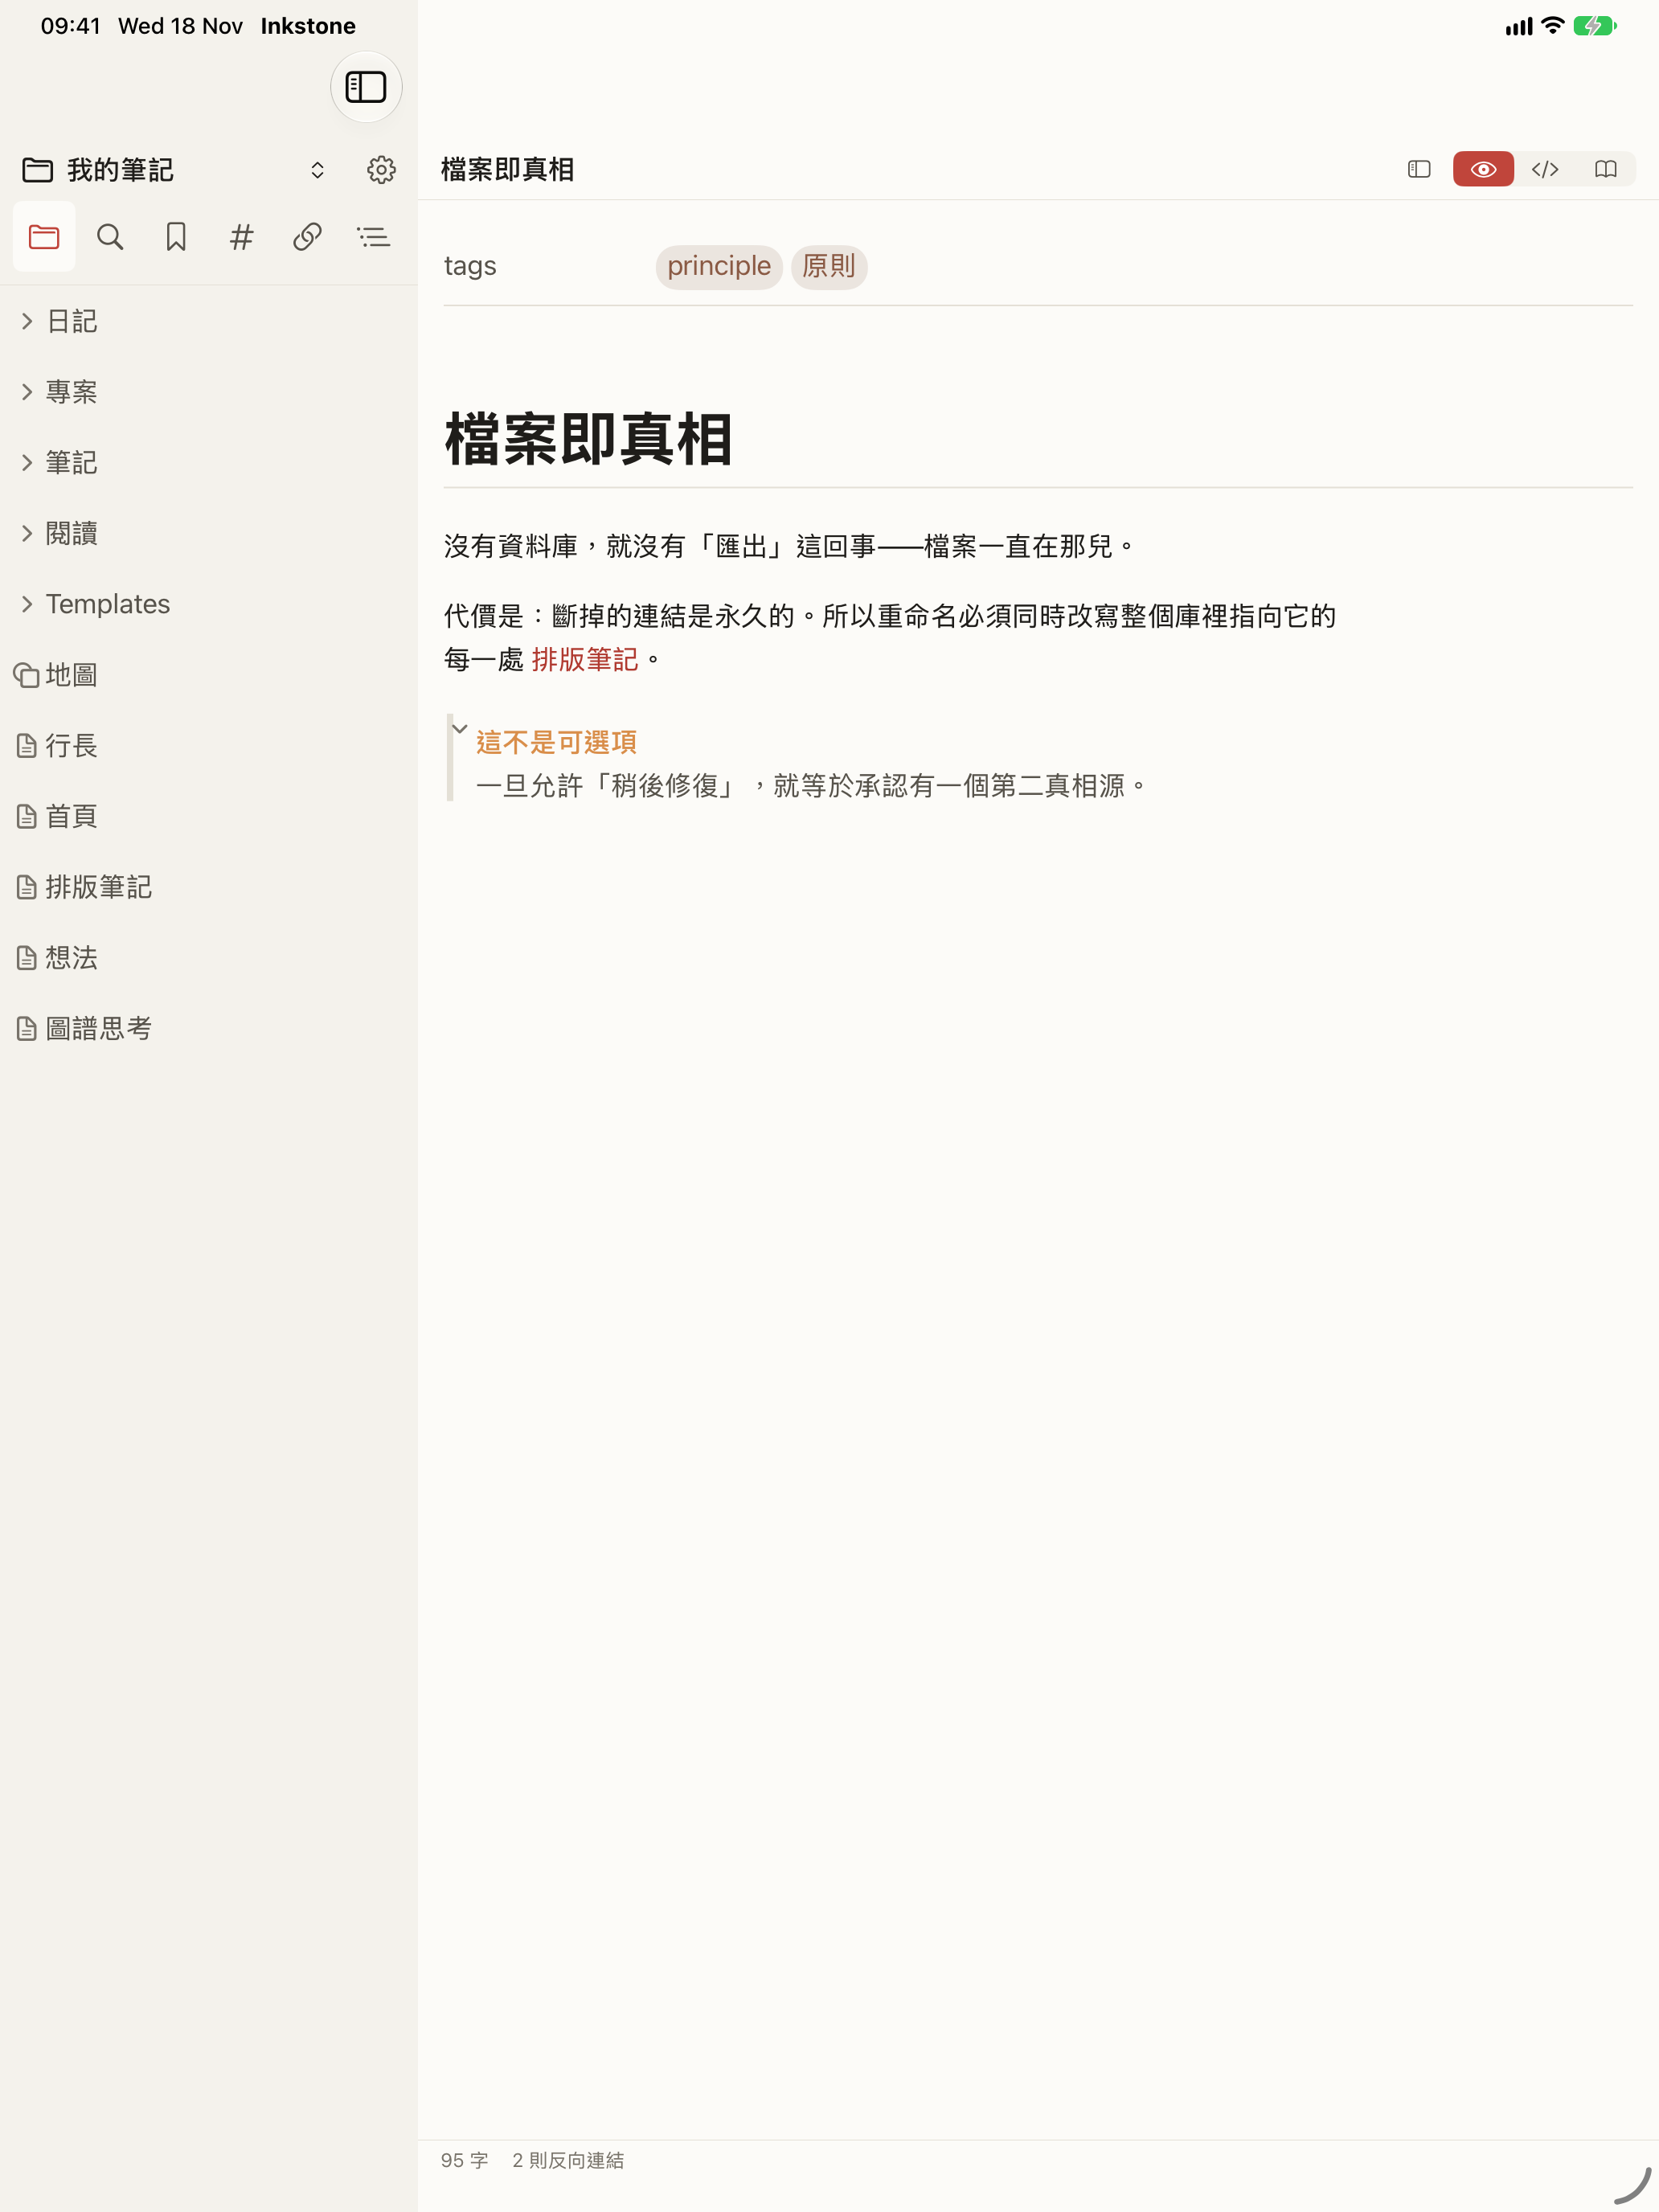 09:41 Wed 18 Nov Inkstone
我的筆記
日記
專案
筆記
閱讀
Templates
地圖
行長
首頁
排版筆記
想法
圖譜思考
檔案即真相
tags principle 原則
檔案即真相
沒有資料庫，就沒有「匯出」這回事——檔案一直在那兒。
代價是：斷掉的連結是永久的。所以重命名必須同時改寫整個庫裡指向它的
每一處 排版筆記。
這不是可選項
一旦允許「稍後修復」，就等於承認有一個第二真相源。
95 字 2 則反向連結